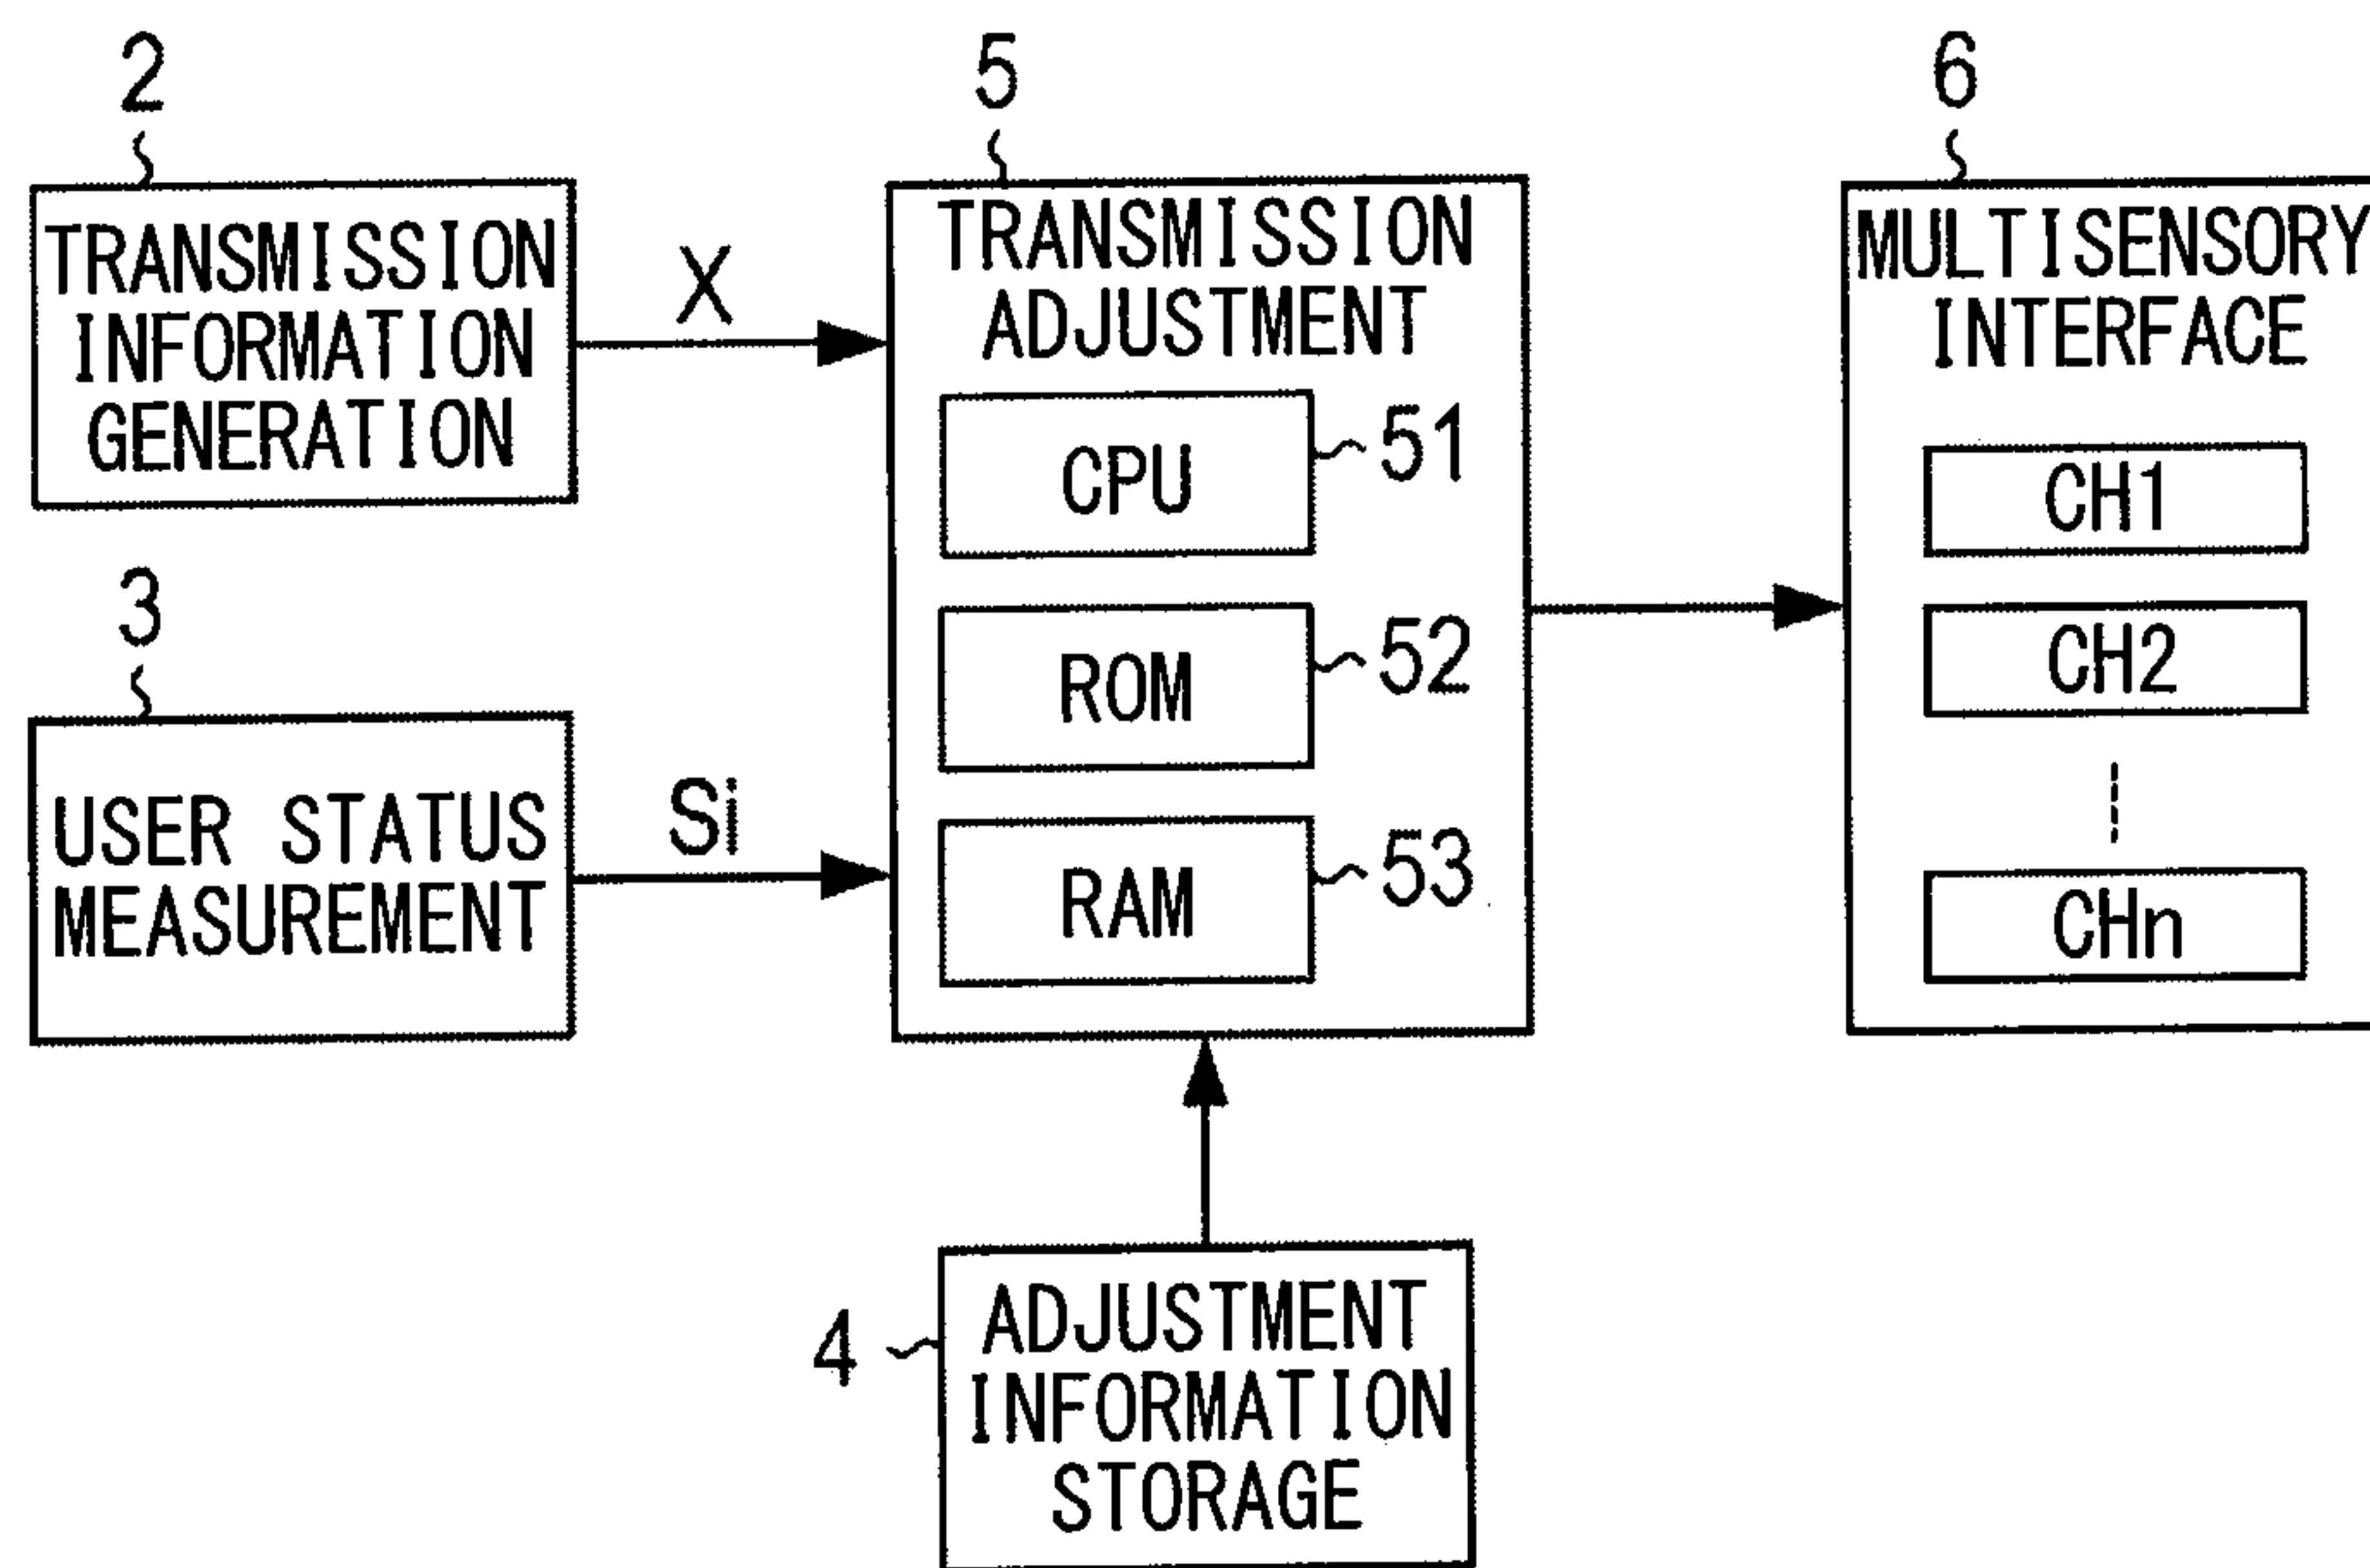 2
TRANSMISSION
INFORMATION
GENERATION
X
3
USER STATUS
MEASUREMENT
Si
5
TRANSMISSION
ADJUSTMENT
CPU
51
ROM
52
RAM
53
4
ADJUSTMENT
INFORMATION
STORAGE
6
MULTISENSORY
INTERFACE
CH1
CH2
CHn